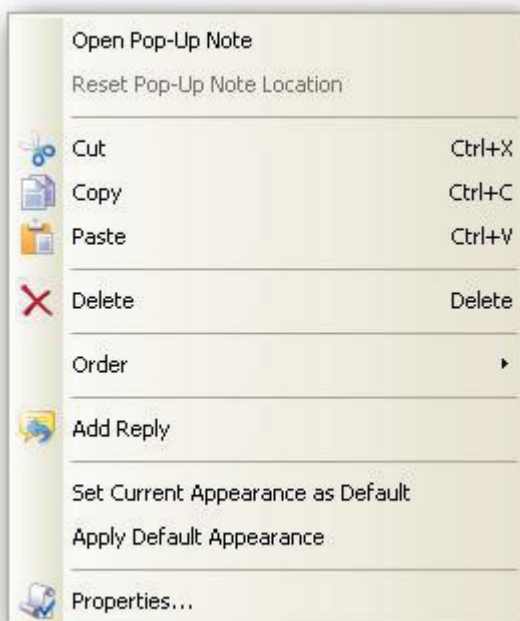 Open Pop-Up Note
Reset Pop-Up Note Location
Cut Ctrl+X
Copy Ctrl+C
Paste Ctrl+V
Delete Delete
Order
Add Reply
Set Current Appearance as Default
Apply Default Appearance
Properties...